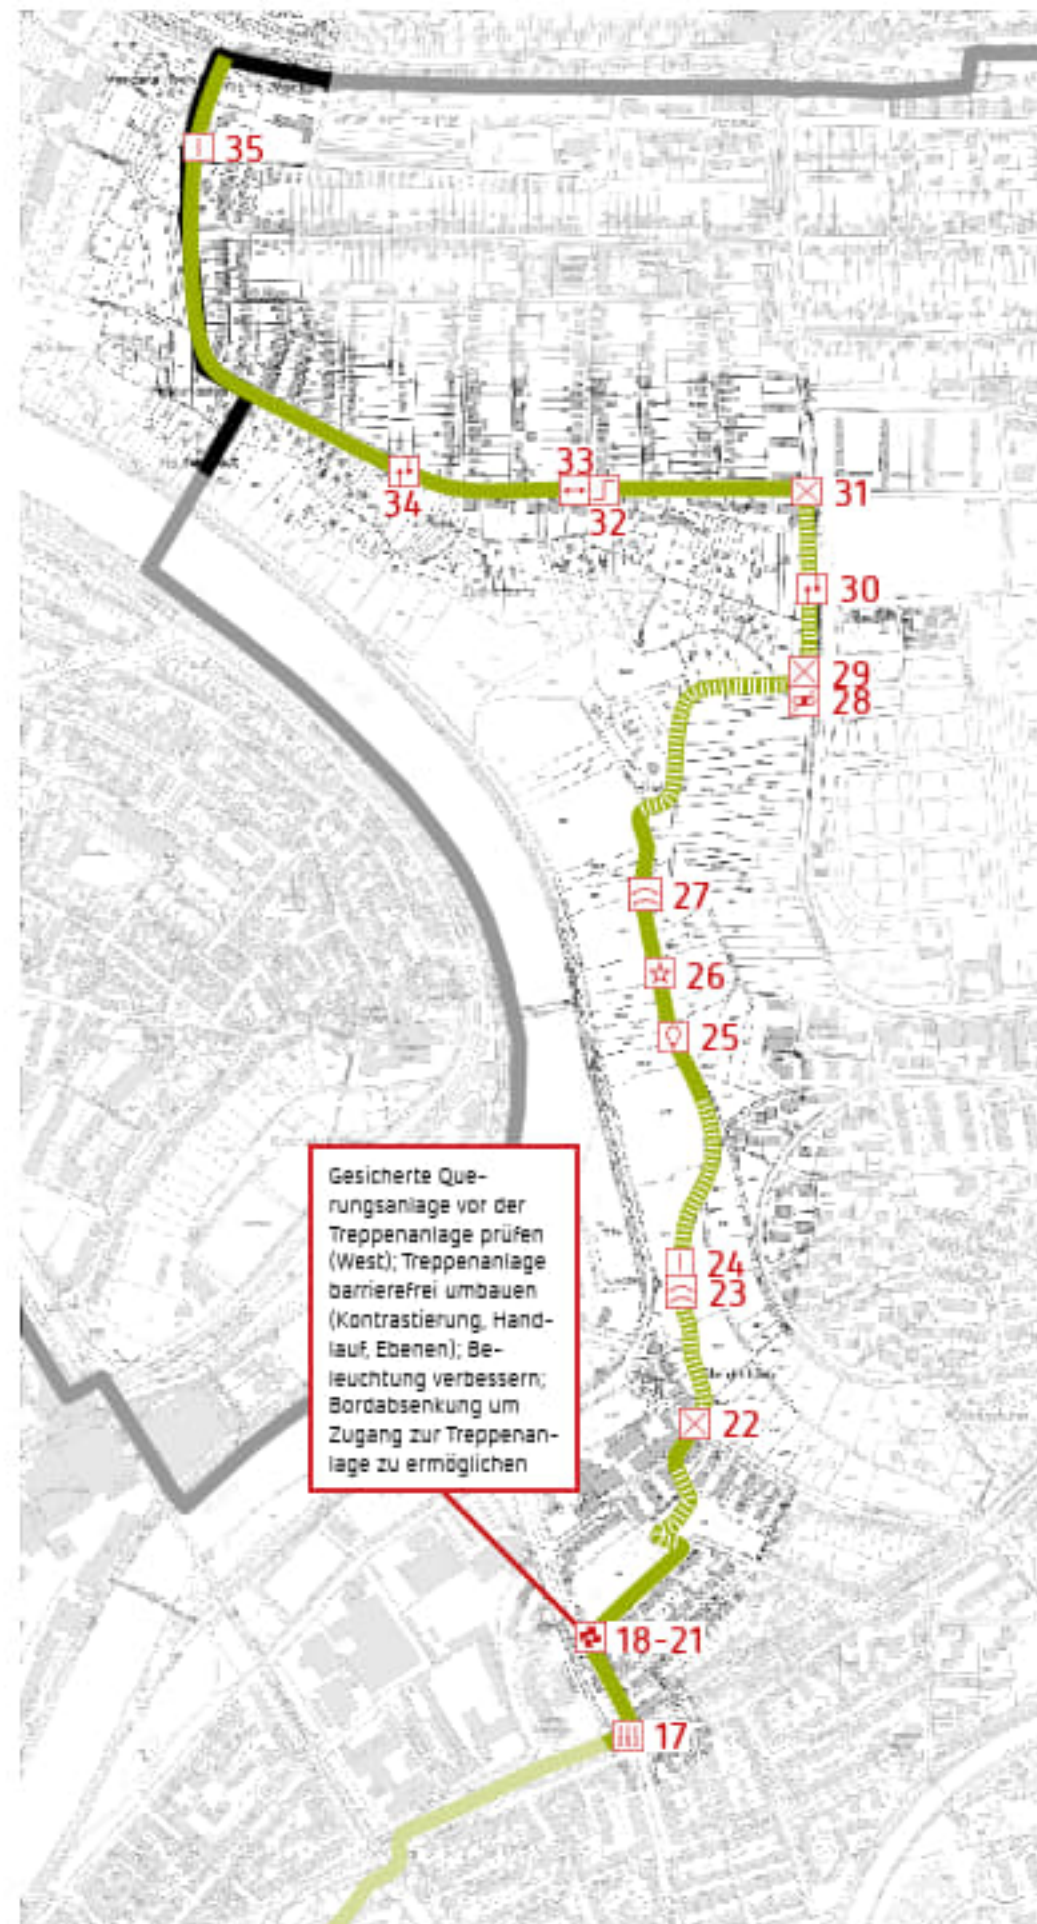 35
33
34
32
31
30
29
28
27
26
25
Gesicherte Que-
rungsanlage vor der
Treppenanlage prüfen
(West); Treppenanlage
barrierefrei umbauen
(Kontrastierung, Hand-
lauf, Ebenen); Be-
leuchtung verbessern;
Bordabsenkung um
Zugang zur Treppenan-
lage zu ermöglichen
24
23
22
18-21
17